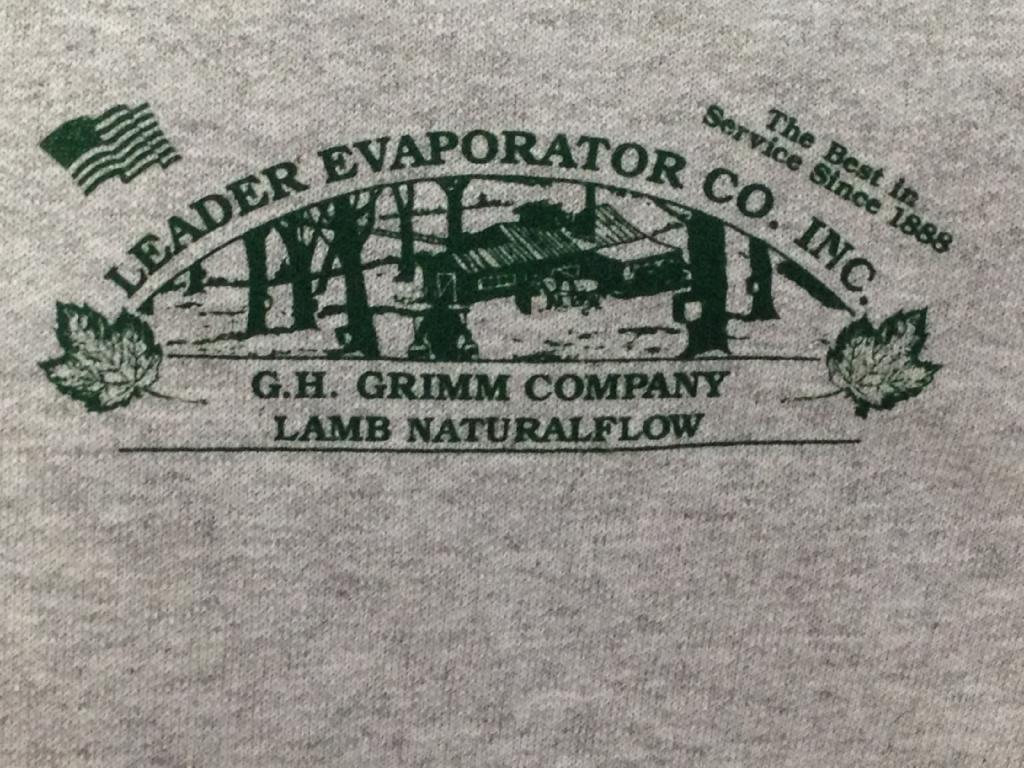 The Best in
Service Since 1888
LEADER EVAPORATOR CO. INC.
G.H. GRIMM COMPANY
LAMB NATURALFLOW